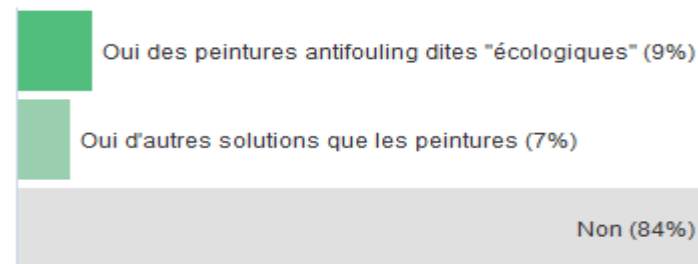 Oui des peintures antifouling dites "écologiques" (9%)
Oui d'autres solutions que les peintures (7%)
Non (84%)